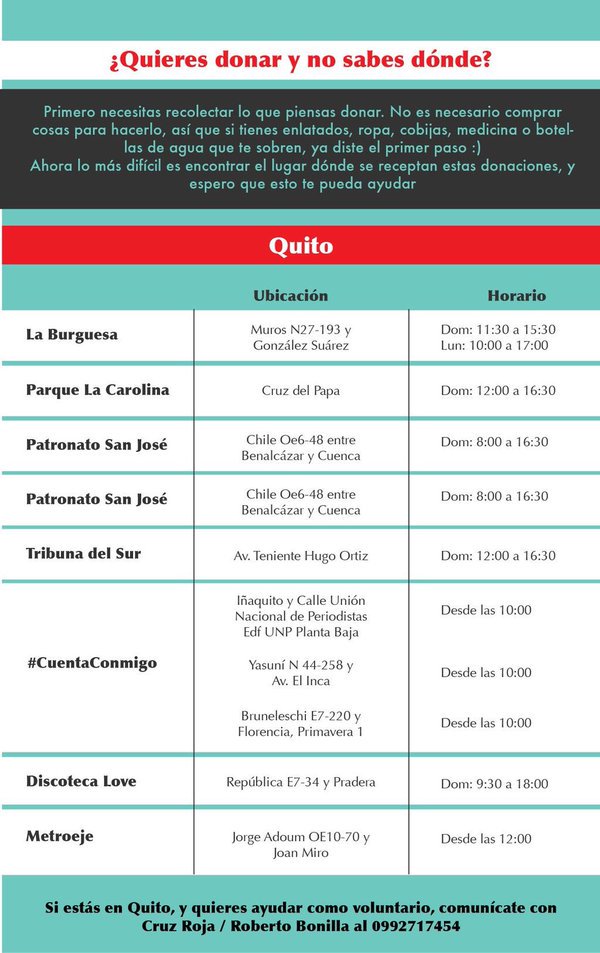 ¿Quieres donar y no sabes dónde?
Primero necesitas recolectar lo que piensas donar. No es necesario comprar
cosas para hacerlo, así que si tienes enlatados, ropa, cobijas, medicina o botel-
las de agua que te sobren, ya diste el primer paso :)
Ahora lo más difícil es encontrar el lugar dónde se receptan estas donaciones, y
espero que esto te pueda ayudar
Quito
Ubicación Horario
La Burguesa
Muros N27-193 y
González Suárez
Dom: 11:30 a 15:30
Lun: 10:00 a 17:00
Parque La Carolina
Cruz del Papa
Dom: 12:00 a 16:30
Patronato San José
Chile Oe6-48 entre
Benalcázar y Cuenca
Dom: 8:00 a 16:30
Patronato San José
Chile Oe6-48 entre
Benalcázar y Cuenca
Dom: 8:00 a 16:30
Tribuna del Sur
Av. Teniente Hugo Ortiz
Dom: 12:00 a 16:30
#CuentaConmigo
Iñaquito y Calle Unión
Nacional de Periodistas
Edf UNP Planta Baja
Desde las 10:00
Yasuní N 44-258 y
Av. El Inca
Desde las 10:00
Bruneleschi E7-220 y
Florencia, Primavera 1
Desde las 10:00
Discoteca Love
República E7-34 y Pradera
Dom: 9:30 a 18:00
Metroeje
Jorge Adoum OE10-70 y
Joan Miro
Desde las 12:00
Si estás en Quito, y quieres ayudar como voluntario, comunícate con
Cruz Roja / Roberto Bonilla al 0992717454